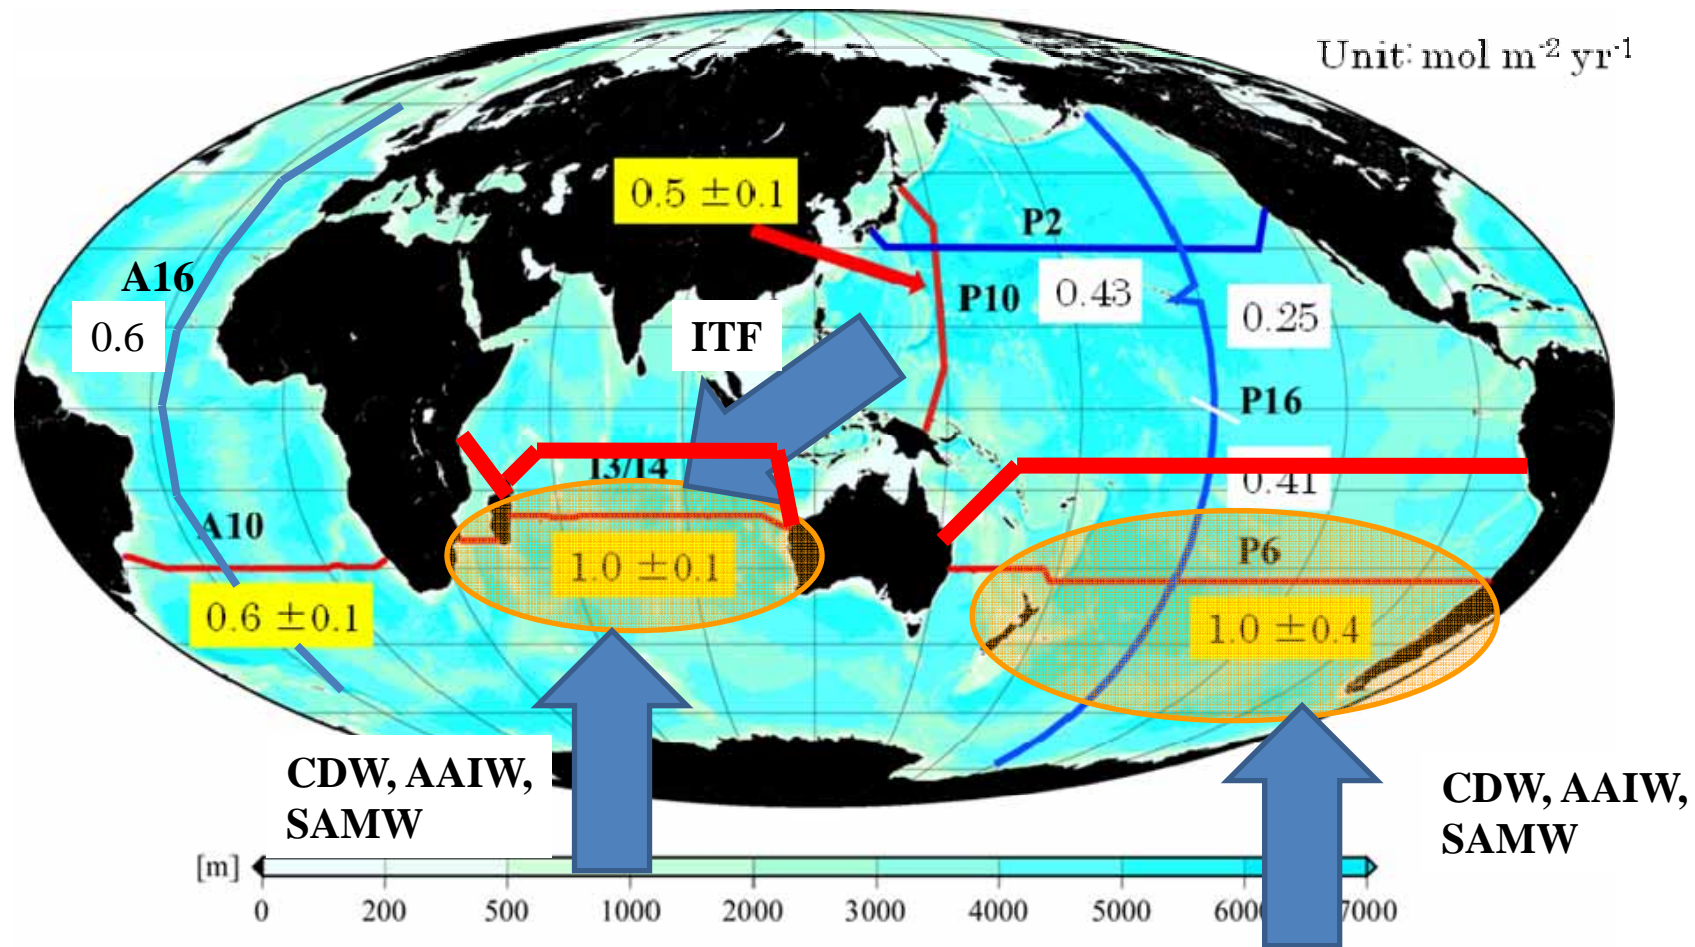 Unit: mol m-2 yr-1
0.5 ±0.1
P2
A16
P10
0.43
0.25
0.6
ITF
P16
I3/I4
0.41
A10
P6
1.0 ±0.1
0.6 ±0.1
1.0 ±0.4
CDW, AAIW,
SAMW
CDW, AAIW,
SAMW
[m]
0 200 500 1000 2000 3000 4000 5000 6000 7000